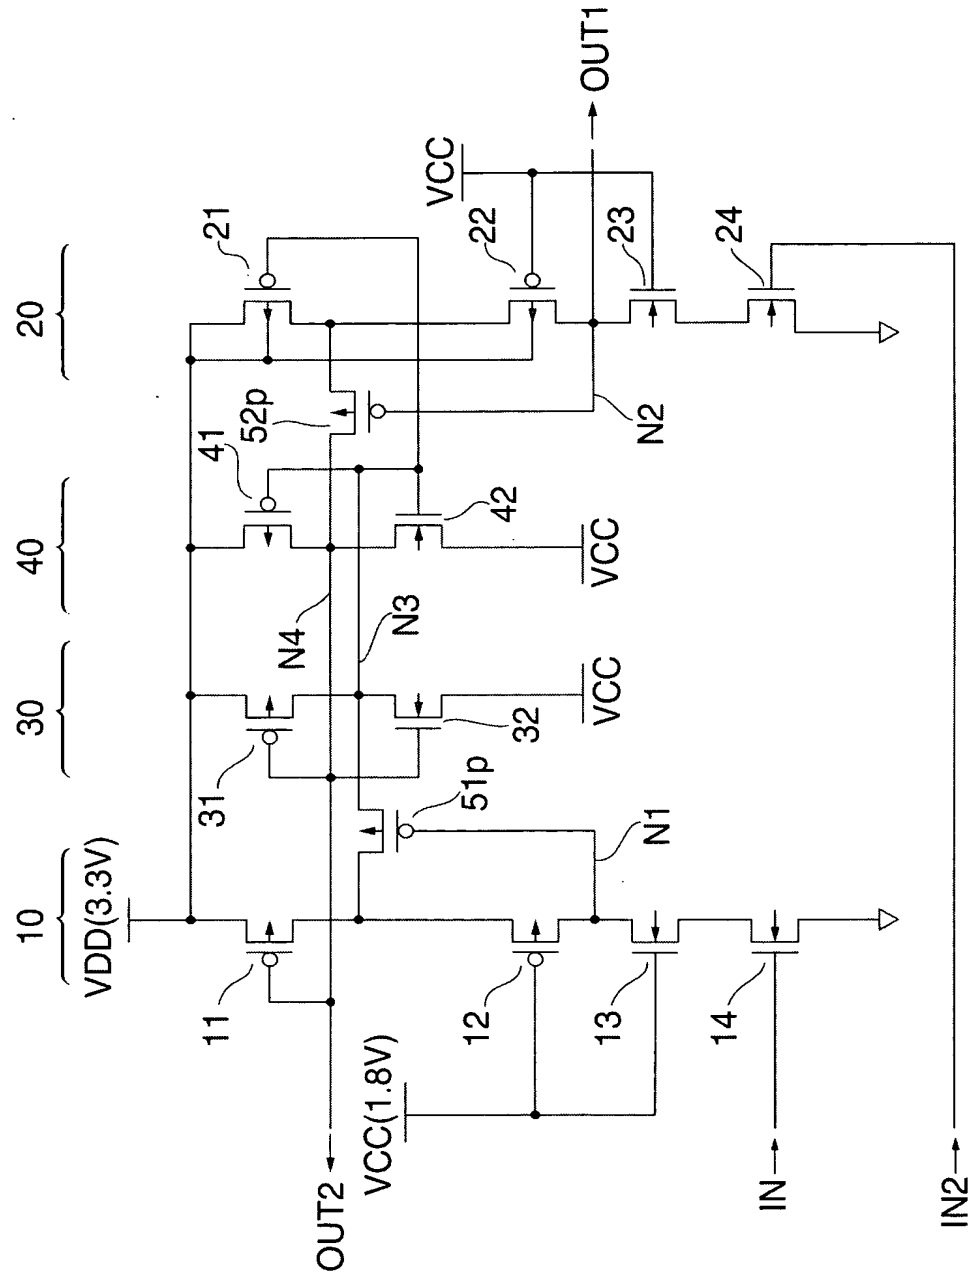 10
30
40
20
VDD(3.3V)
11
31
41
21
N4
N3
52p
VCC
OUT1
OUT2
VCC(1.8V)
12
51p
32
42
22
VCC
VCC
N1
N2
13
23
14
24
IN
IN2